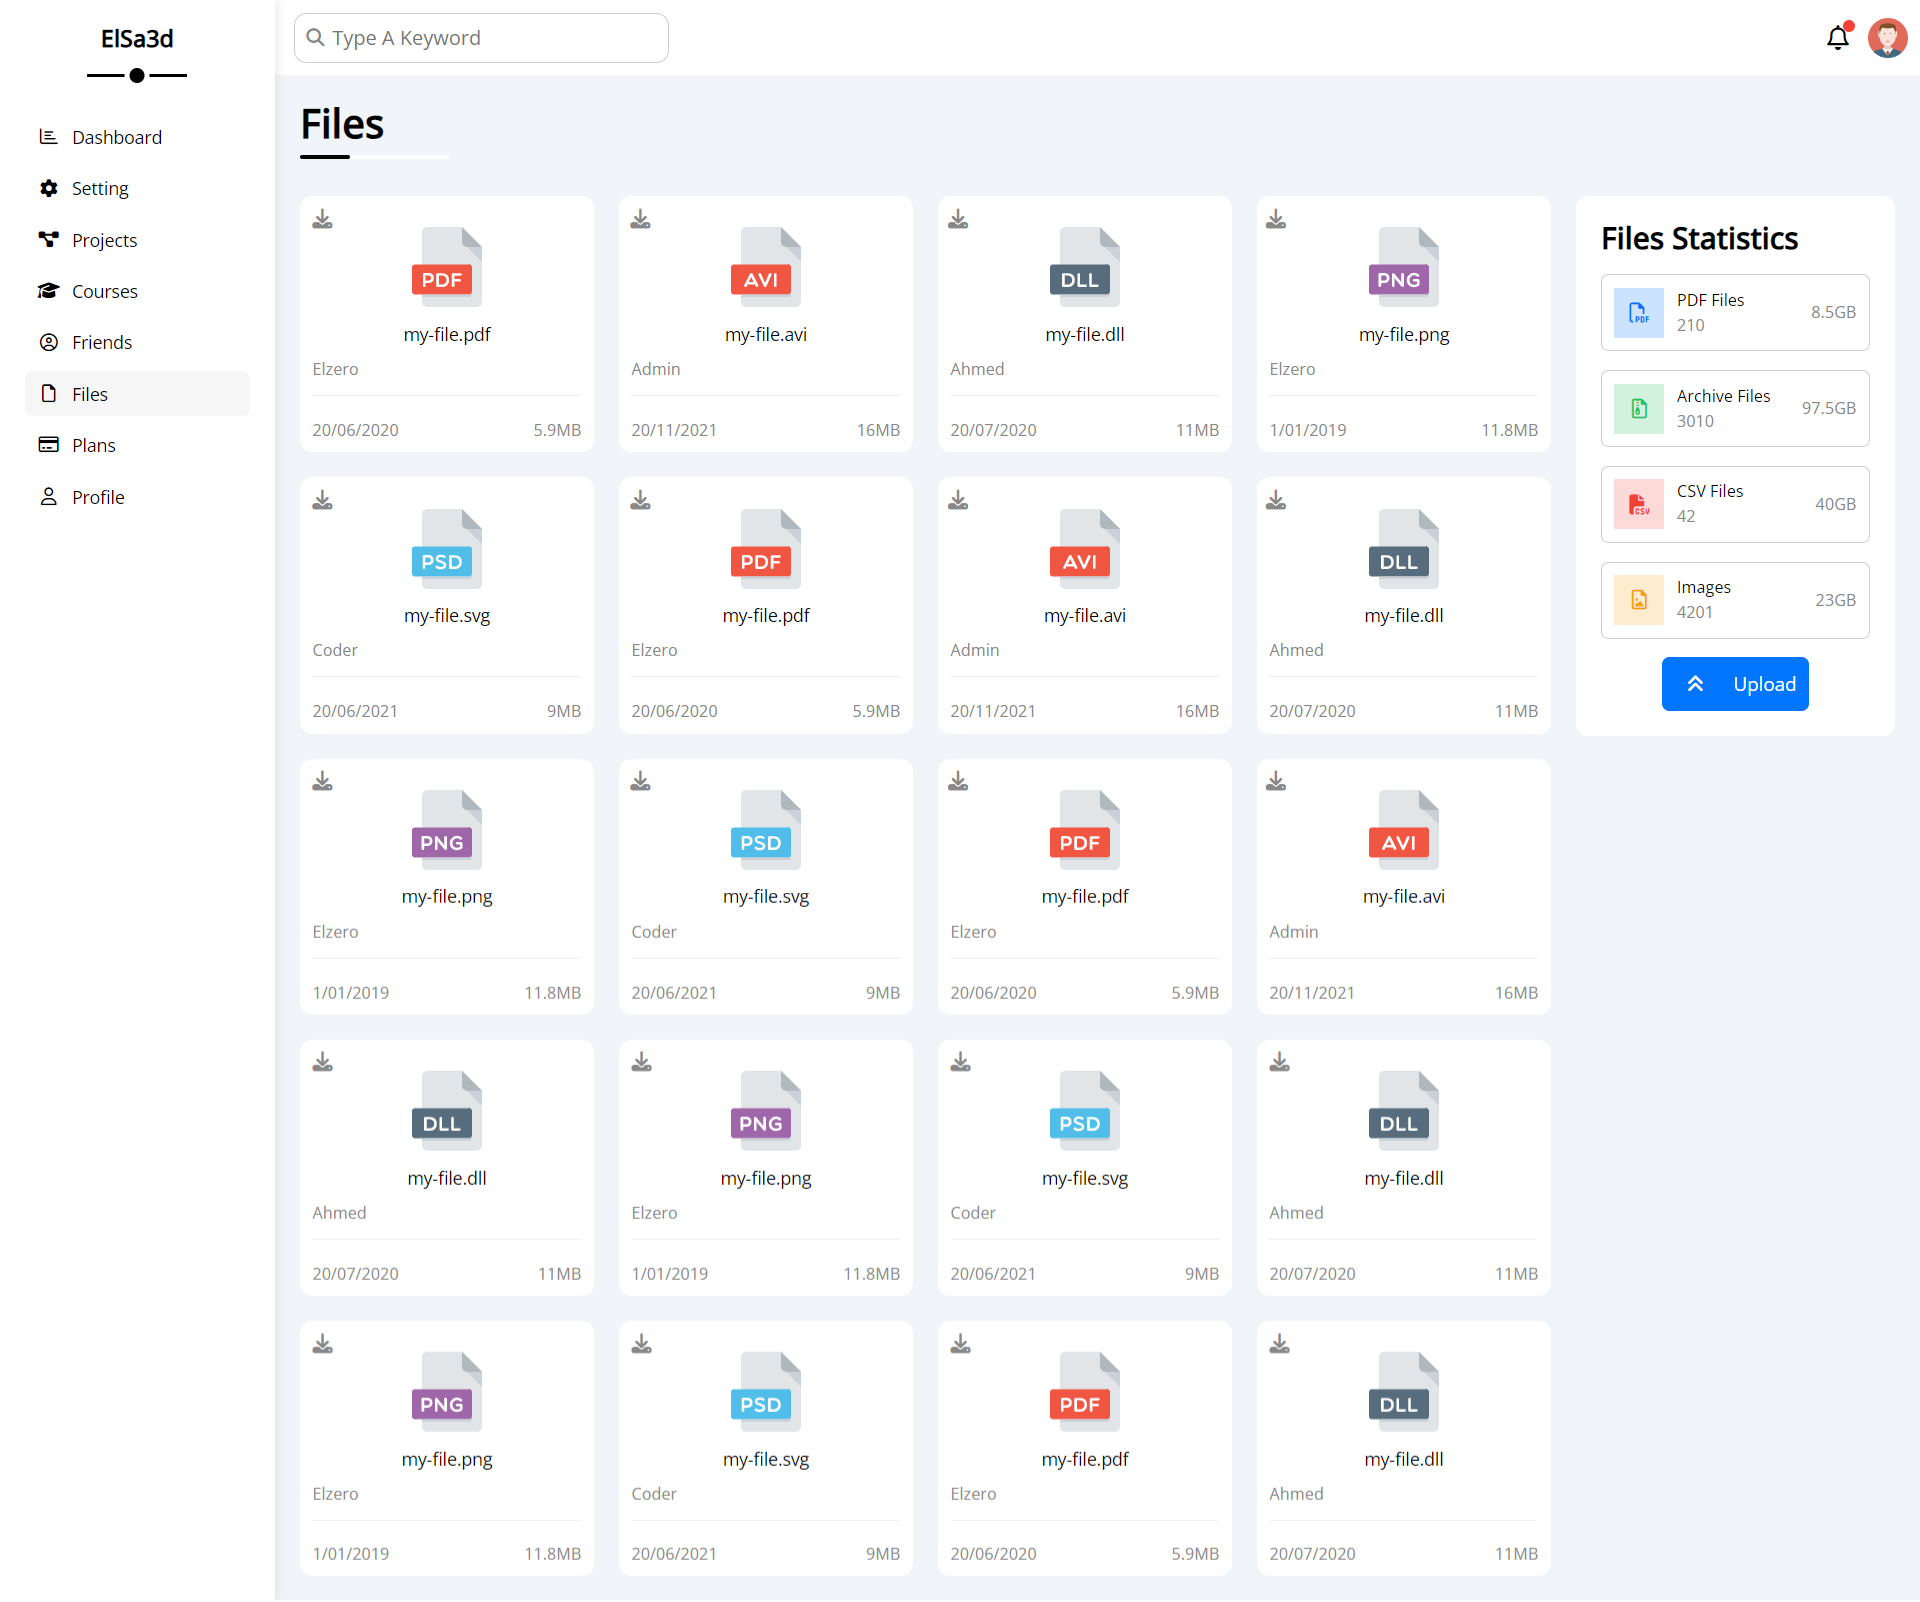 ElSa3d
Dashboard
Setting
Projects
Courses
Friends
Files
Plans
Profile
Type A Keyword
Files
PDF
my-file.pdf
Elzero
20/06/2020 5.9MB
AVI
my-file.avi
Admin
20/11/2021 16MB
DLL
my-file.dll
Ahmed
20/07/2020 11MB
PNG
my-file.png
Elzero
1/01/2019 11.8MB
PSD
my-file.svg
Coder
20/06/2021 9MB
PDF
my-file.pdf
Elzero
20/06/2020 5.9MB
AVI
my-file.avi
Admin
20/11/2021 16MB
DLL
my-file.dll
Ahmed
20/07/2020 11MB
PNG
my-file.png
Elzero
1/01/2019 11.8MB
PSD
my-file.svg
Coder
20/06/2021 9MB
PDF
my-file.pdf
Elzero
20/06/2020 5.9MB
AVI
my-file.avi
Admin
20/11/2021 16MB
DLL
my-file.dll
Ahmed
20/07/2020 11MB
PNG
my-file.png
Elzero
1/01/2019 11.8MB
PSD
my-file.svg
Coder
20/06/2021 9MB
DLL
my-file.dll
Ahmed
20/07/2020 11MB
PNG
my-file.png
Elzero
1/01/2019 11.8MB
PSD
my-file.svg
Coder
20/06/2021 9MB
PDF
my-file.pdf
Elzero
20/06/2020 5.9MB
DLL
my-file.dll
Ahmed
20/07/2020 11MB
Files Statistics
PDF
PDF Files
210
8.5GB
Archive Files
3010
97.5GB
CSV
CSV Files
42
40GB
Images
4201
23GB
Upload